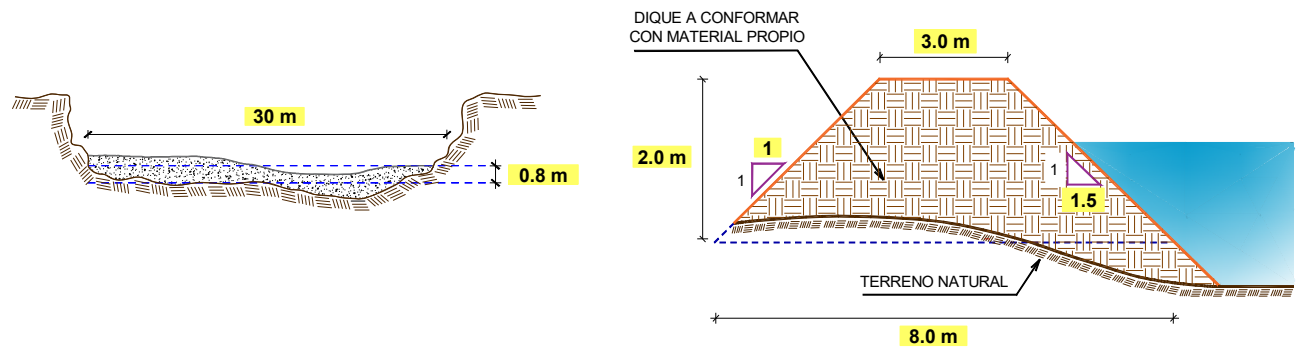 30 m
0.8 m
DIQUE A CONFORMAR
CON MATERIAL PROPIO
3.0 m
2.0 m
1
1
1
1.5
TERRENO NATURAL
8.0 m